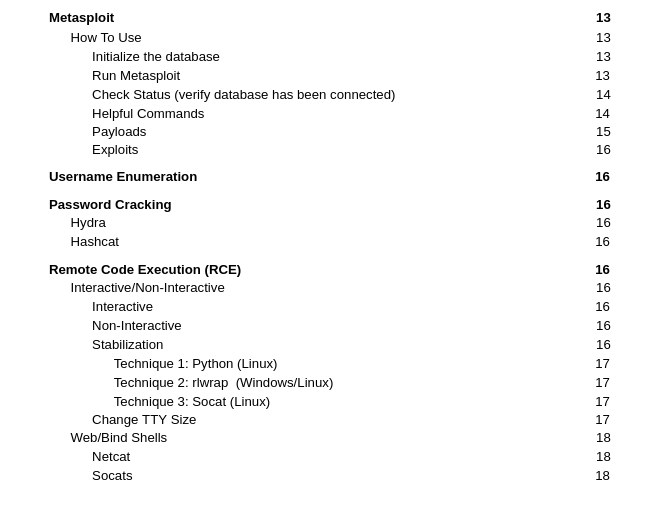 Metasploit 13
How To Use 13
Initialize the database 13
Run Metasploit 13
Check Status (verify database has been connected) 14
Helpful Commands 14
Payloads 15
Exploits 16
Username Enumeration 16
Password Cracking 16
Hydra 16
Hashcat 16
Remote Code Execution (RCE) 16
Interactive/Non-Interactive 16
Interactive 16
Non-Interactive 16
Stabilization 16
Technique 1: Python (Linux) 17
Technique 2: rlwrap  (Windows/Linux) 17
Technique 3: Socat (Linux) 17
Change TTY Size 17
Web/Bind Shells 18
Netcat 18
Socats 18